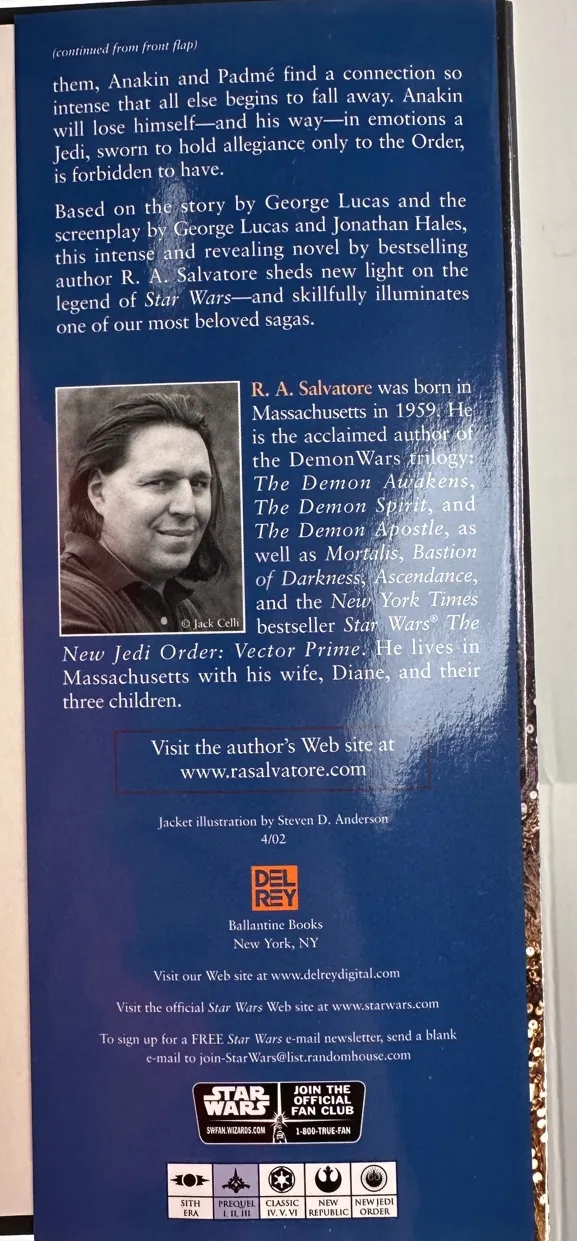 (continued from front flap)
them, Anakin and Padmé find a connection so
intense that all else begins to fall away. Anakin
will lose himself—and his way—in emotions a
Jedi, sworn to hold allegiance only to the Order,
is forbidden to have.
Based on the story by George Lucas and the
screenplay by George Lucas and Jonathan Hales,
this intense and revealing novel by bestselling
author R. A. Salvatore sheds new light on the
legend of Star Wars—and skillfully illuminates
one of our most beloved sagas.
R. A. Salvatore was born in
Massachusetts in 1959. He
is the acclaimed author of
the DemonWars trilogy:
The Demon Awakens,
The Demon Spirit, and
The Demon Apostle, as
well as Mortalis, Bastion
of Darkness, Ascendance,
and the New York Times
bestseller Star Wars® The
© Jack Celli
New Jedi Order: Vector Prime. He lives in
Massachusetts with his wife, Diane, and their
three children.
Visit the author's Web site at
www.rasalvatore.com
Jacket illustration by Steven D. Anderson
4/02
DEL
REY
Ballantine Books
New York, NY
Visit our Web site at www.delreydigital.com
Visit the official Star Wars Web site at www.starwars.com
To sign up for a FREE Star Wars e-mail newsletter, send a blank
e-mail to join-StarWars@list.randomhouse.com
STAR
WARS
SWFAN.WIZARDS.COM
JOIN THE
OFFICIAL
FAN CLUB
1-800-TRUE-FAN
SITH
ERA
PREQUEL
I, II, III
CLASSIC
IV, V, VI
NEW
REPUBLIC
NEW JEDI
ORDER